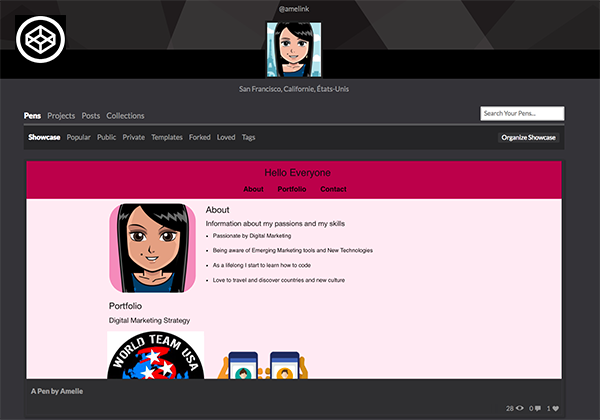 @amelink
San Francisco, Californie, États-Unis
Pens Projects Posts Collections
Search Your Pens...
Showcase Popular Public Private Templates Forked Loved Tags
Organize Showcase
Hello Everyone
About Portfolio Contact
About
Information about my passions and my skills
Passionate by Digital Marketing
Being aware of Emerging Marketing tools and New Technologies
As a lifelong I start to learn how to code
Love to travel and discover countries and new culture
Portfolio
Digital Marketing Strategy
WORLD TEAM USA
A Pen by Amelie
28 0 1